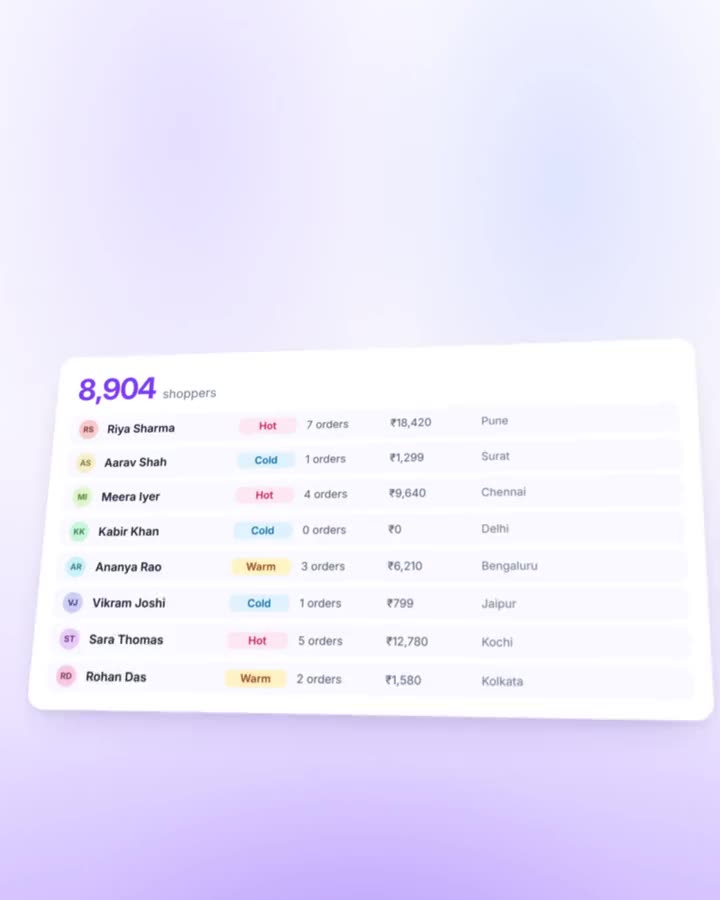 8,904 shoppers
RS Riya Sharma Hot 7 orders ₹18,420 Pune
AS Aarav Shah Cold 1 orders ₹1,299 Surat
MI Meera Iyer Hot 4 orders ₹9,640 Chennai
KK Kabir Khan Cold 0 orders ₹0 Delhi
AR Ananya Rao Warm 3 orders ₹6,210 Bengaluru
VJ Vikram Joshi Cold 1 orders ₹799 Jaipur
ST Sara Thomas Hot 5 orders ₹12,780 Kochi
RD Rohan Das Warm 2 orders ₹1,580 Kolkata